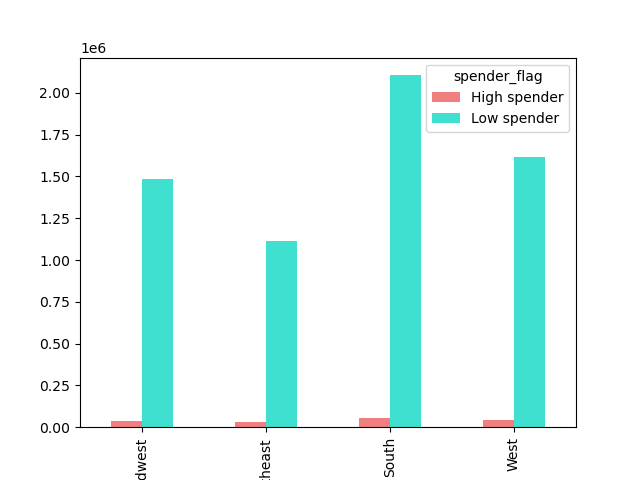 1e6
spender_flag
High spender
Low spender
2.00
1.75
1.50
1.25
1.00
0.75
0.50
0.25
0.00
dwest
theast
South
West